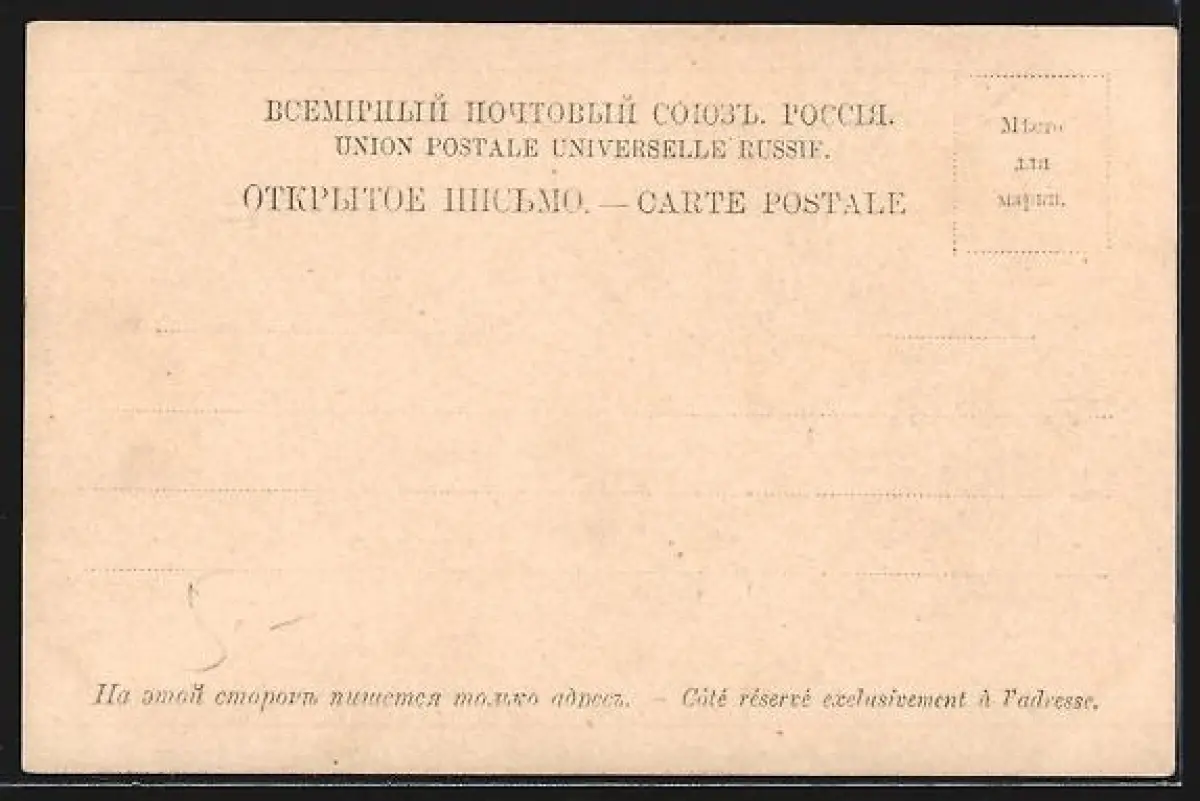 ВСЕМІРНЫЙ ПОЧТОВЫЙ СОЮЗЪ. РОССІЯ.
UNION POSTALE UNIVERSELLE RUSSIE.
ОТКРЫТОЕ ПИСЬМО. — CARTE POSTALE
Мѣсто
для
марки.
5.-
На этой сторонѣ пишется только адресъ. — Côté réservé exclusivement à l'adresse.